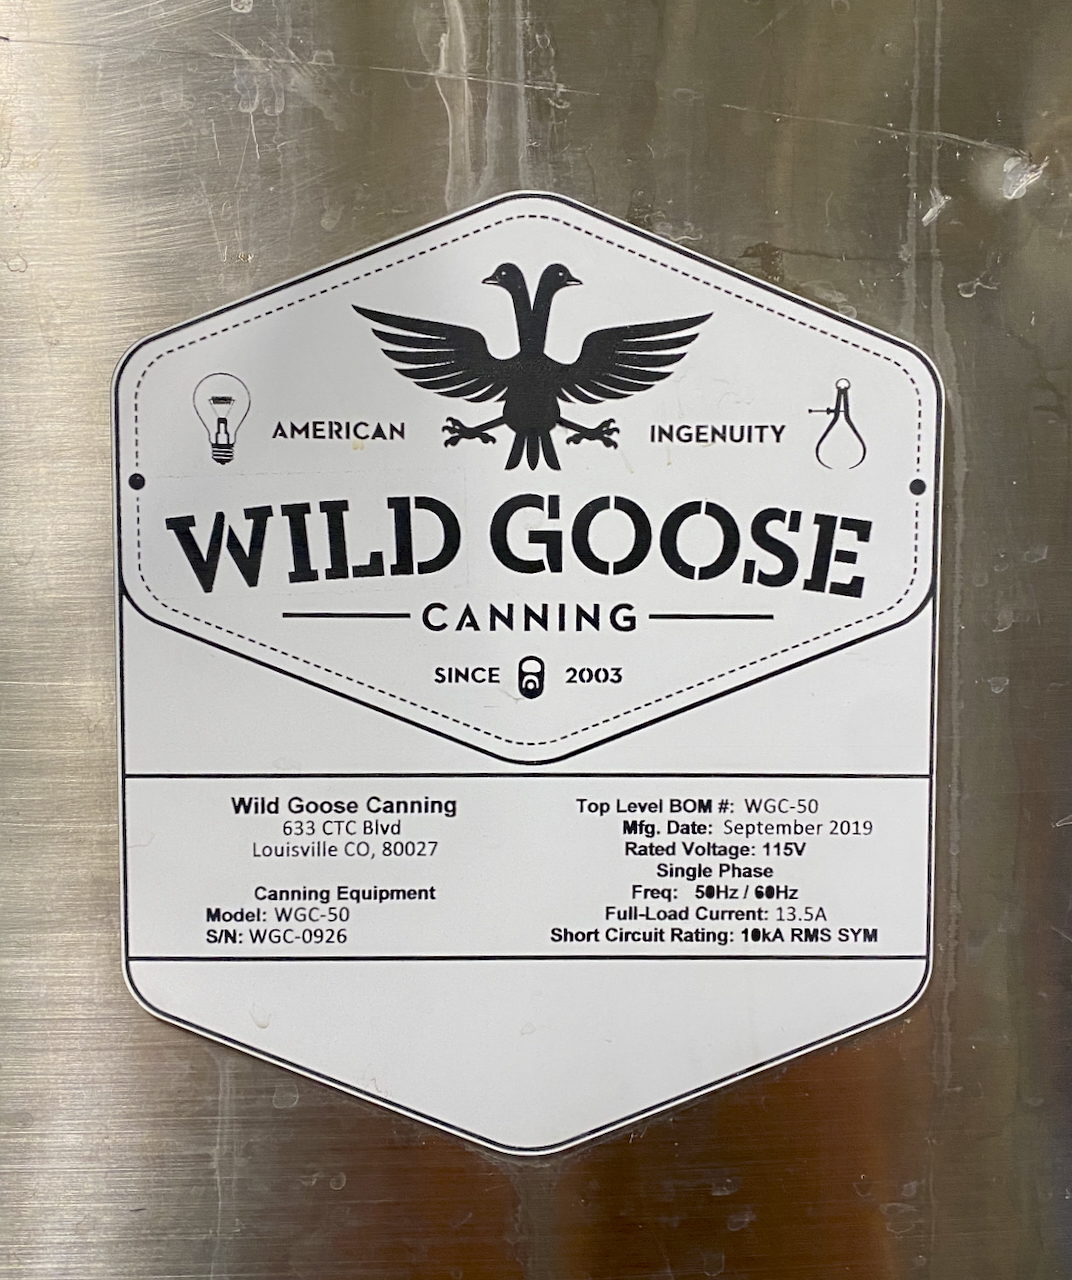 AMERICAN INGENUITY
WILD GOOSE
CANNING
SINCE 2003
Wild Goose Canning
633 CTC Blvd
Louisville CO, 80027
Canning Equipment
Model: WGC-50
S/N: WGC-0926
Top Level BOM #: WGC-50
Mfg. Date: September 2019
Rated Voltage: 115V
Single Phase
Freq: 50Hz / 60Hz
Full-Load Current: 13.5A
Short Circuit Rating: 10kA RMS SYM